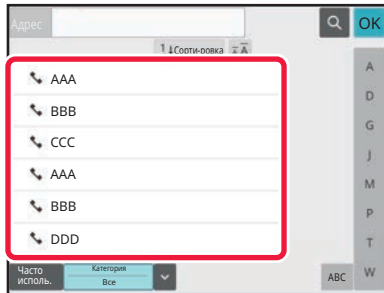 Адрес
OK
1 ↓Сорти-ровка
A
AAA
A
BBB
D
CCC
G
AAA
J
BBB
M
DDD
P
T
W
Часто
исполь.
Категория
Все
ABC